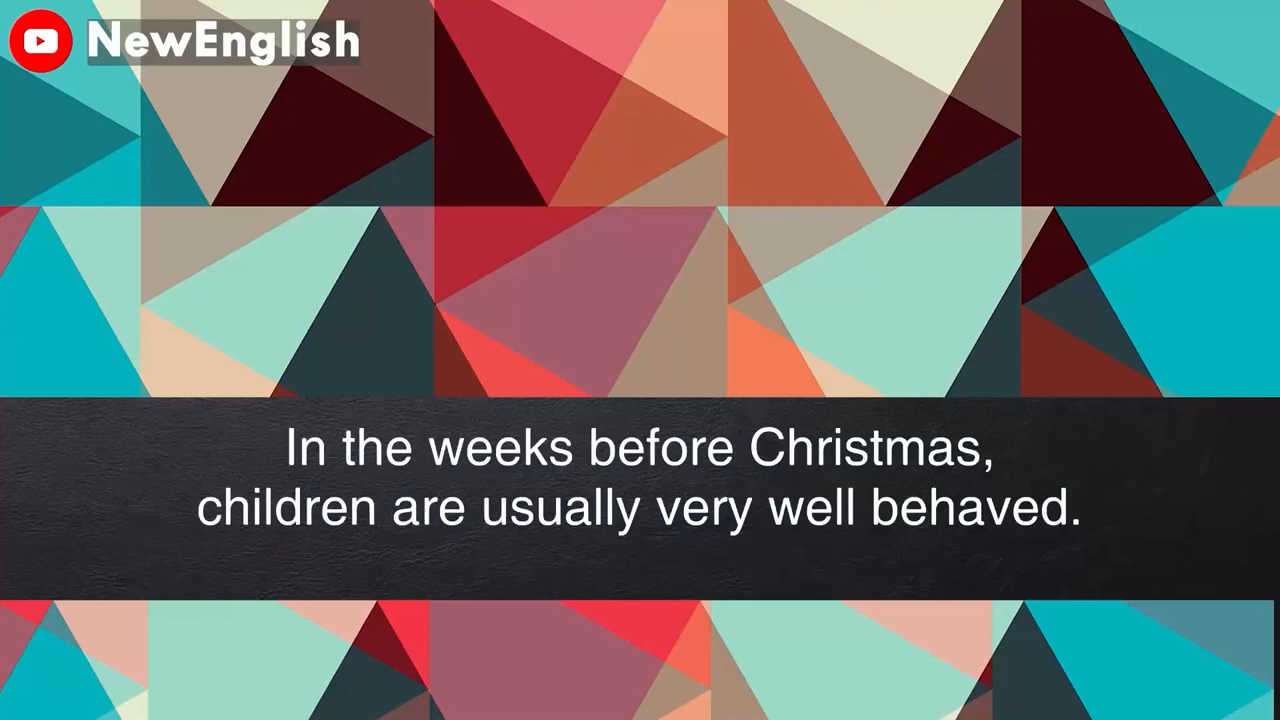 NewEnglish
In the weeks before Christmas,
children are usually very well behaved.